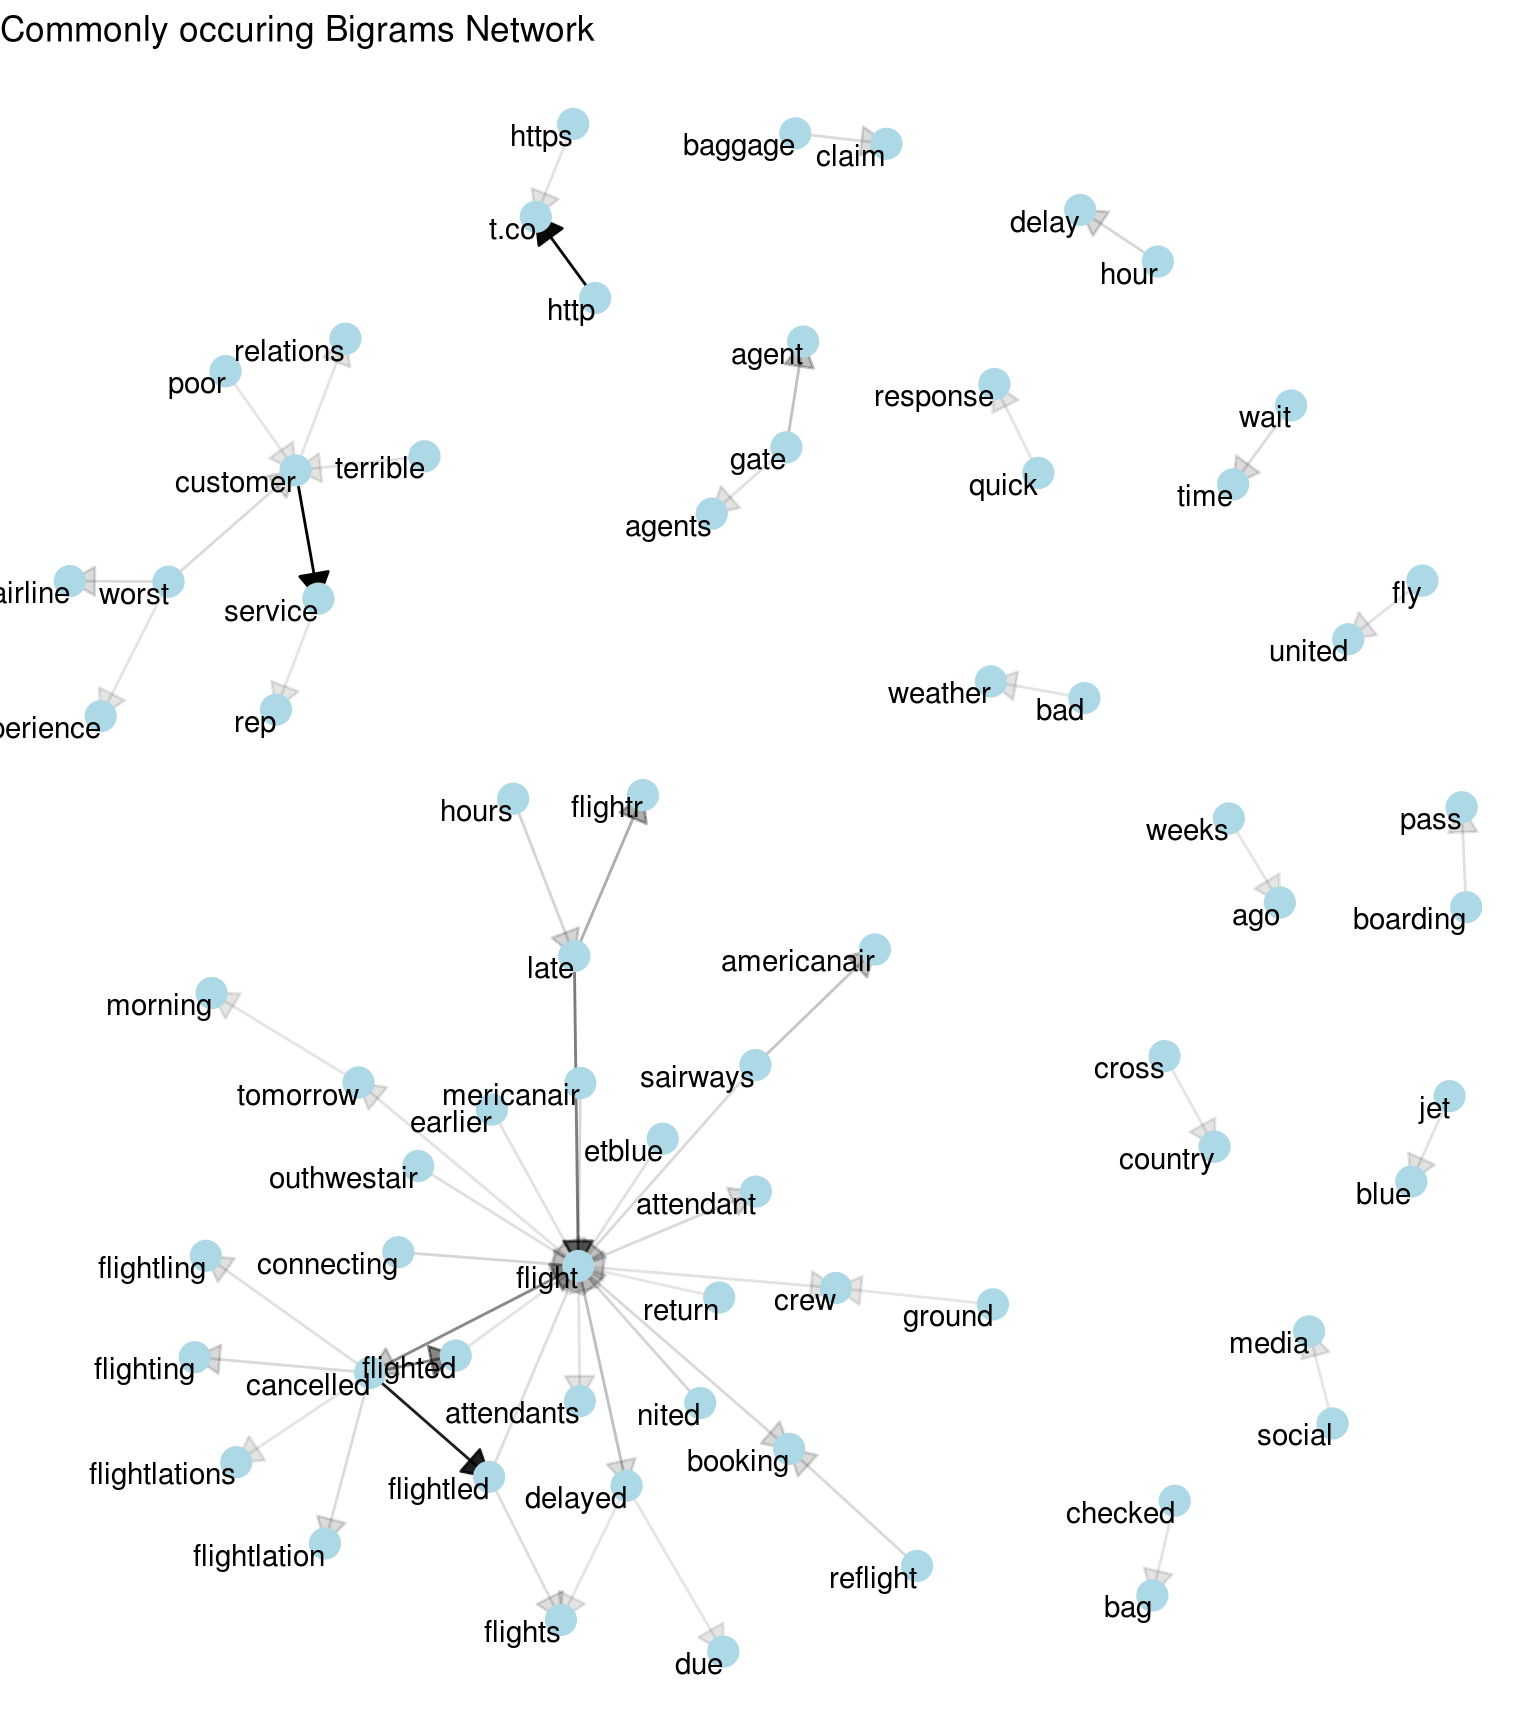 Commonly occuring Bigrams Network
https
baggage
claim
t.co
delay
hour
http
relations
agent
poor
response
wait
customer
terrible
gate
quick
time
agents
airline
worst
service
fly
united
weather
bad
perience
rep
hours
flightr
weeks
pass
ago
boarding
late
americanair
morning
tomorrow
mericanair
sairways
cross
earlier
jet
etblue
country
outhwestair
attendant
blue
flightling
connecting
flight
return
crew
ground
media
flighting
cancelled
flighted
attendants
nited
social
booking
flightlations
flightled
delayed
checked
flightlation
reflight
bag
flights
due